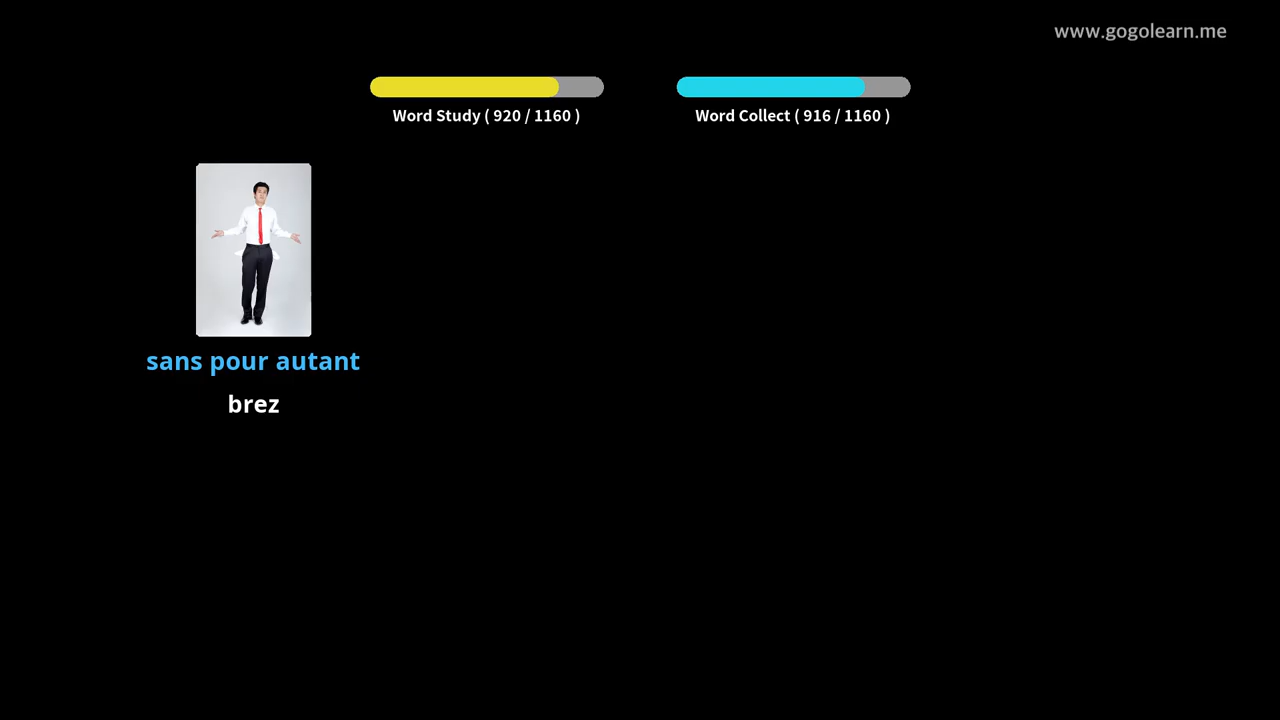 www.gogolearn.me
Word Study ( 920 / 1160 )
Word Collect ( 916 / 1160 )
sans pour autant
brez